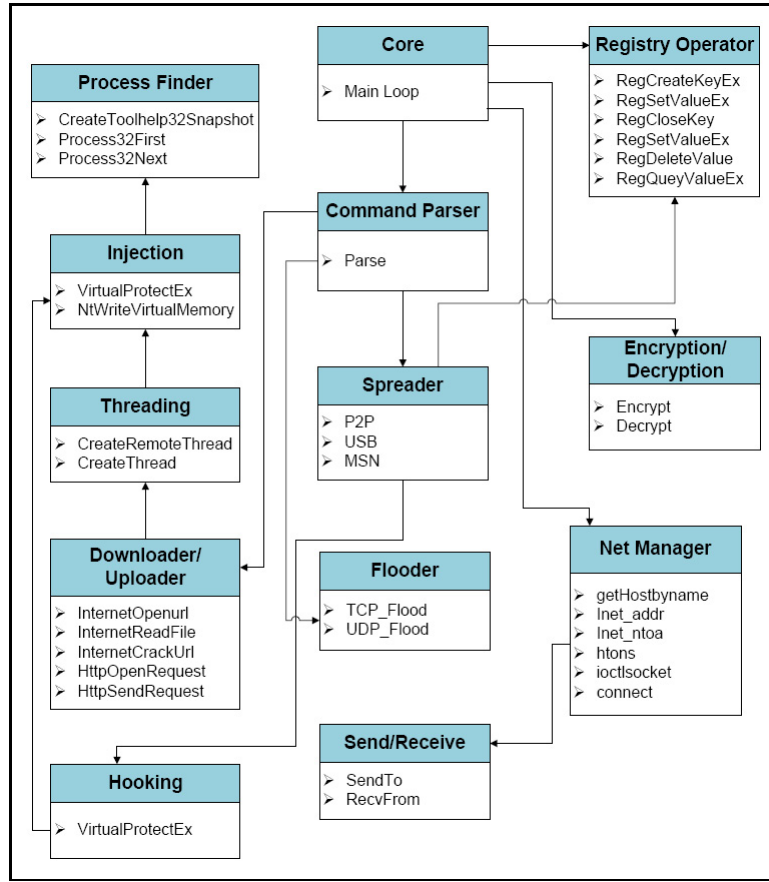 Core
Main Loop
Registry Operator
RegCreateKeyEx
RegSetValueEx
RegCloseKey
RegSetValueEx
RegDeleteValue
RegQueyValueEx
Process Finder
CreateToolhelp32Snapshot
Process32First
Process32Next
Command Parser
Parse
Injection
VirtualProtectEx
NtWriteVirtualMemory
Encryption/
Decryption
Encrypt
Decrypt
Spreader
P2P
USB
MSN
Threading
CreateRemoteThread
CreateThread
Net Manager
getHostbyname
Inet_addr
Inet_ntoa
htons
ioctlsocket
connect
Downloader/
Uploader
InternetOpenurl
InternetReadFile
InternetCrackUrl
HttpOpenRequest
HttpSendRequest
Flooder
TCP_Flood
UDP_Flood
Send/Receive
SendTo
RecvFrom
Hooking
VirtualProtectEx